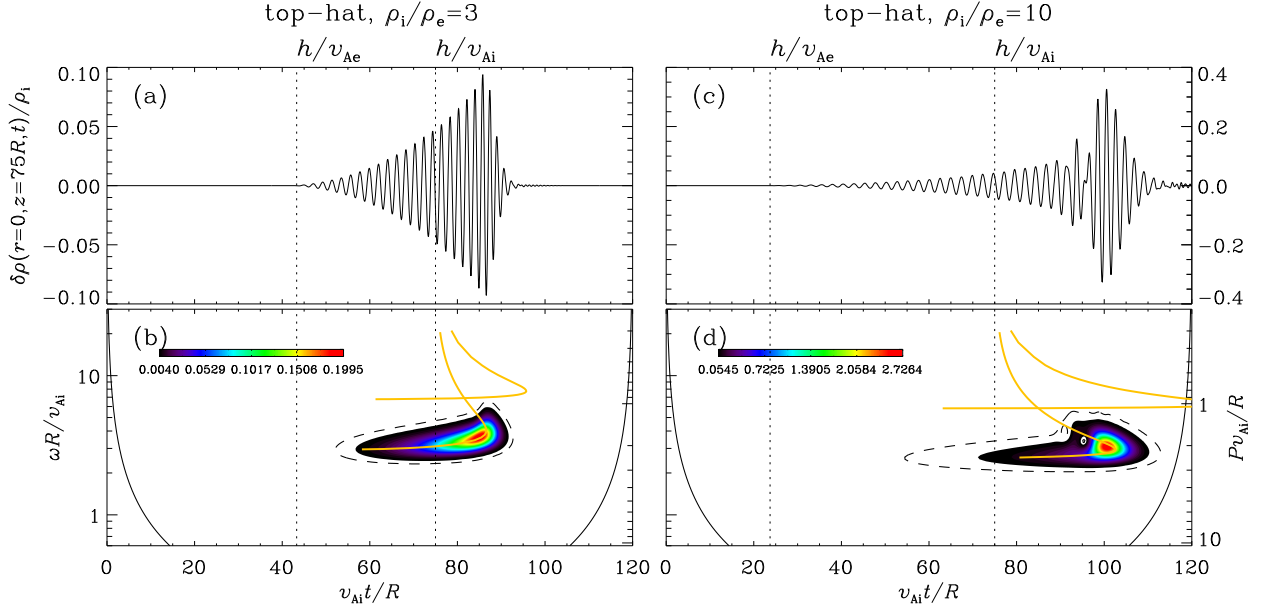 top−hat, ρi/ρe=3
top−hat, ρi/ρe=10
h/vAe
h/vAi
h/vAe
h/vAi
(a)
0.10
0.05
0.00
−0.05
−0.10
δρ(r=0,z=75R,t)/ρi
(c)
0.4
0.2
0.0
−0.2
−0.4
(b)
0.0040 0.0529 0.1017 0.1506 0.1995
10
1
ωR/vAi
0 20 40 60 80 100 120
vAit/R
(d)
0.0545 0.7225 1.3905 2.0584 2.7264
1
10
PvAi/R
0 20 40 60 80 100 120
vAit/R